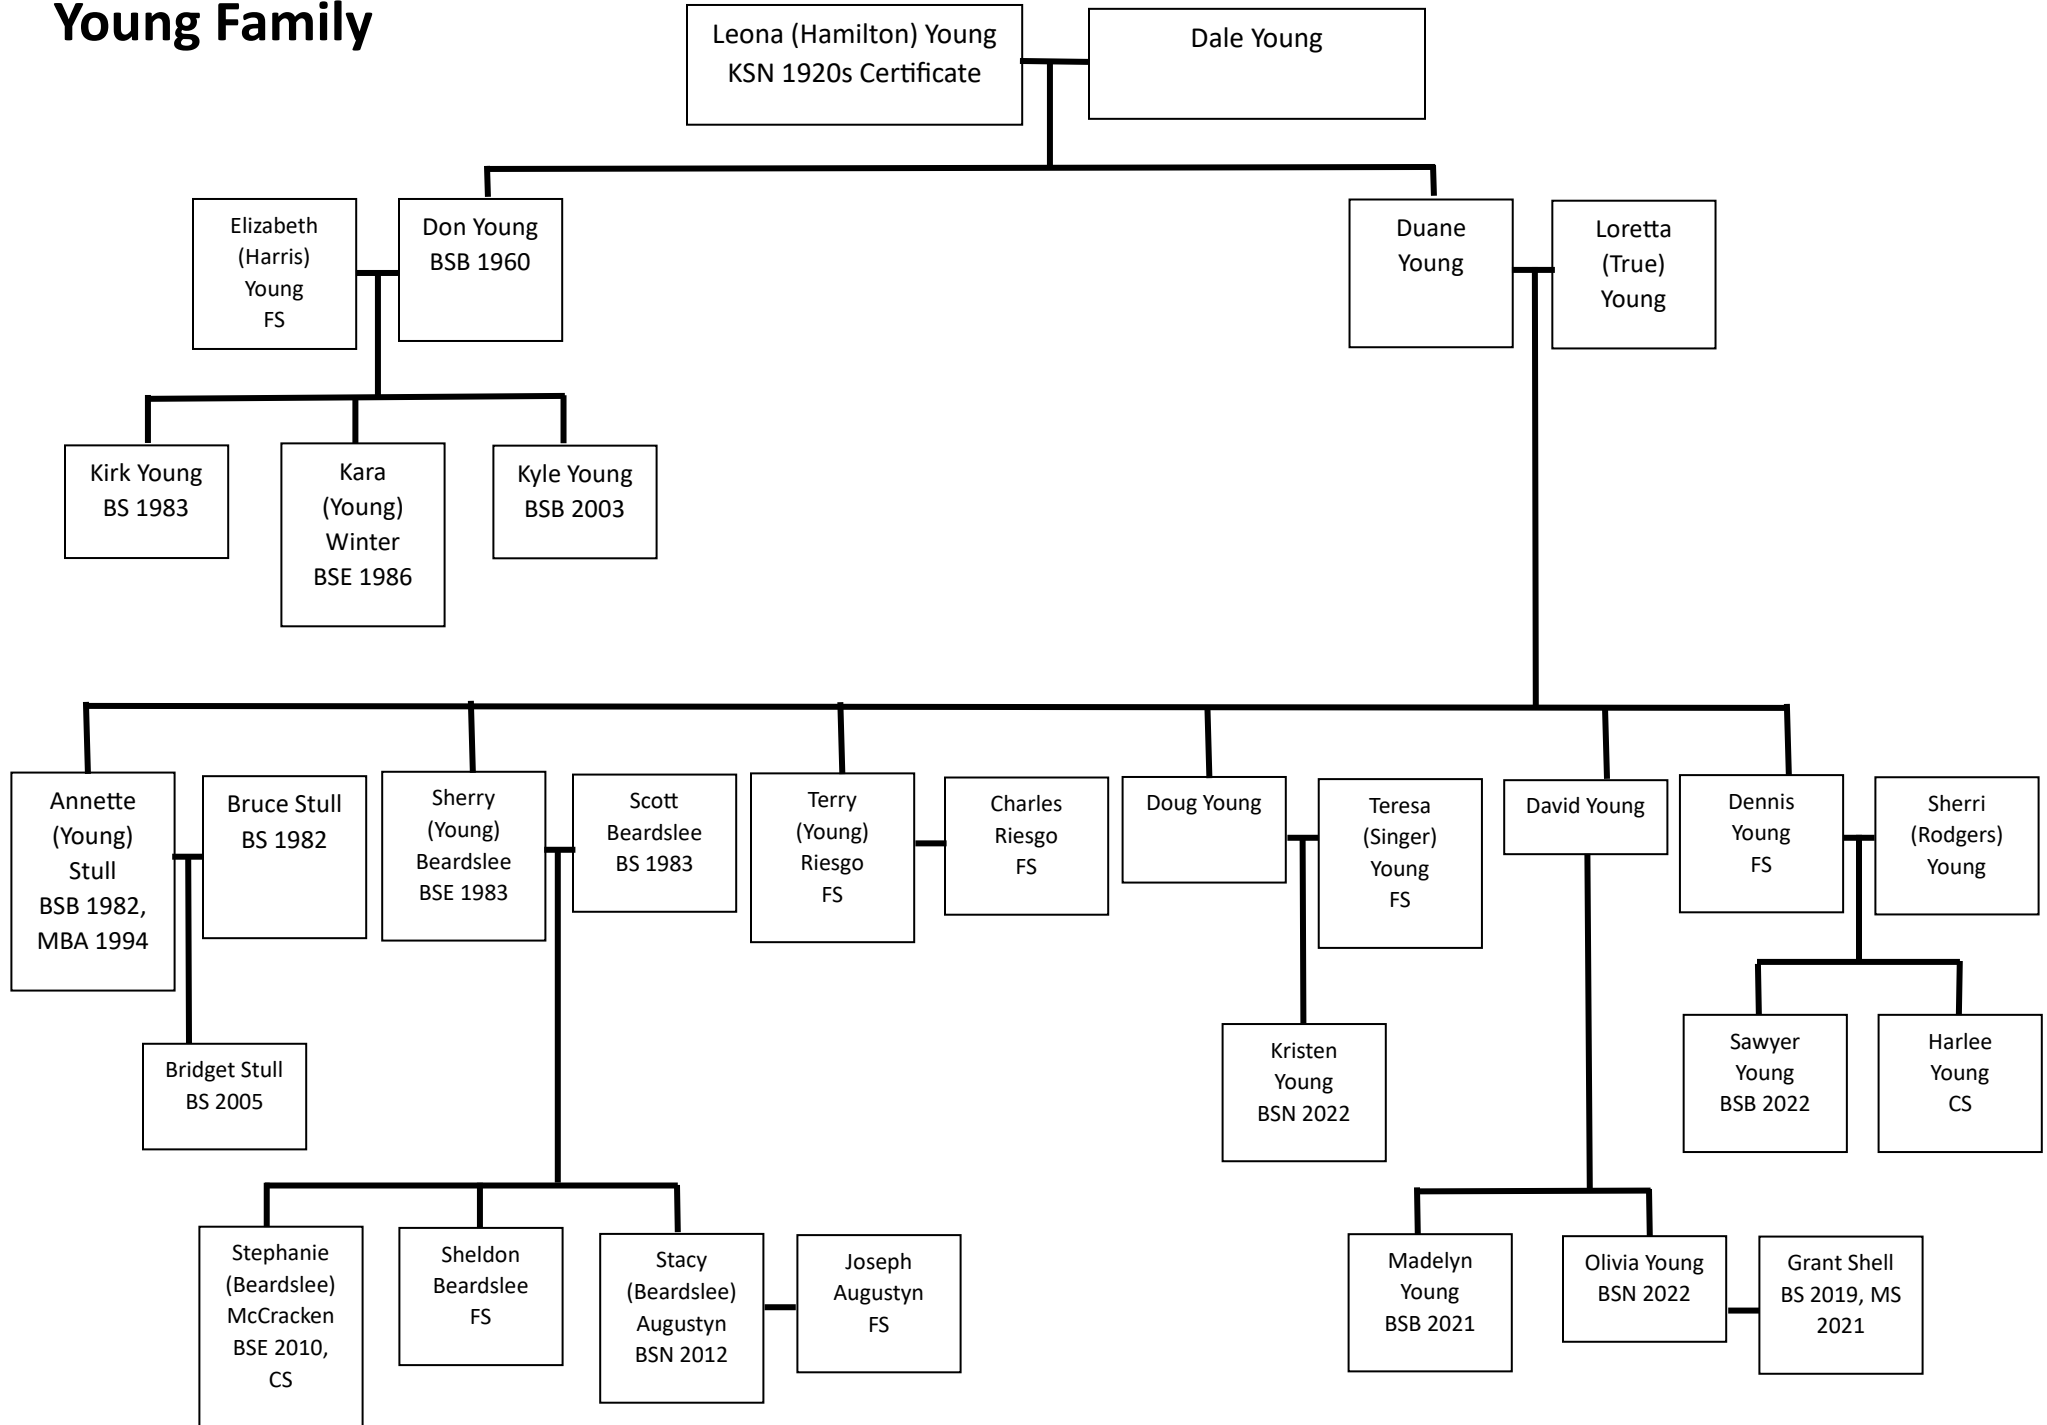 Young Family
Leona (Hamilton) Young
KSN 1920s Certificate
Dale Young
Elizabeth
(Harris)
Young
FS
Don Young
BSB 1960
Duane
Young
Loretta
(True)
Young
Kirk Young
BS 1983
Kara
(Young)
Winter
BSE 1986
Kyle Young
BSB 2003
Annette
(Young)
Stull
BSB 1982,
MBA 1994
Bruce Stull
BS 1982
Sherry
(Young)
Beardslee
BSE 1983
Scott
Beardslee
BS 1983
Terry
(Young)
Riesgo
FS
Charles
Riesgo
FS
Doug Young
Teresa
(Singer)
Young
FS
David Young
Dennis
Young
FS
Sherri
(Rodgers)
Young
Bridget Stull
BS 2005
Kristen
Young
BSN 2022
Sawyer
Young
BSB 2022
Harlee
Young
CS
Stephanie
(Beardslee)
McCracken
BSE 2010,
CS
Sheldon
Beardslee
FS
Stacy
(Beardslee)
Augustyn
BSN 2012
Joseph
Augustyn
FS
Madelyn
Young
BSB 2021
Olivia Young
BSN 2022
Grant Shell
BS 2019, MS
2021